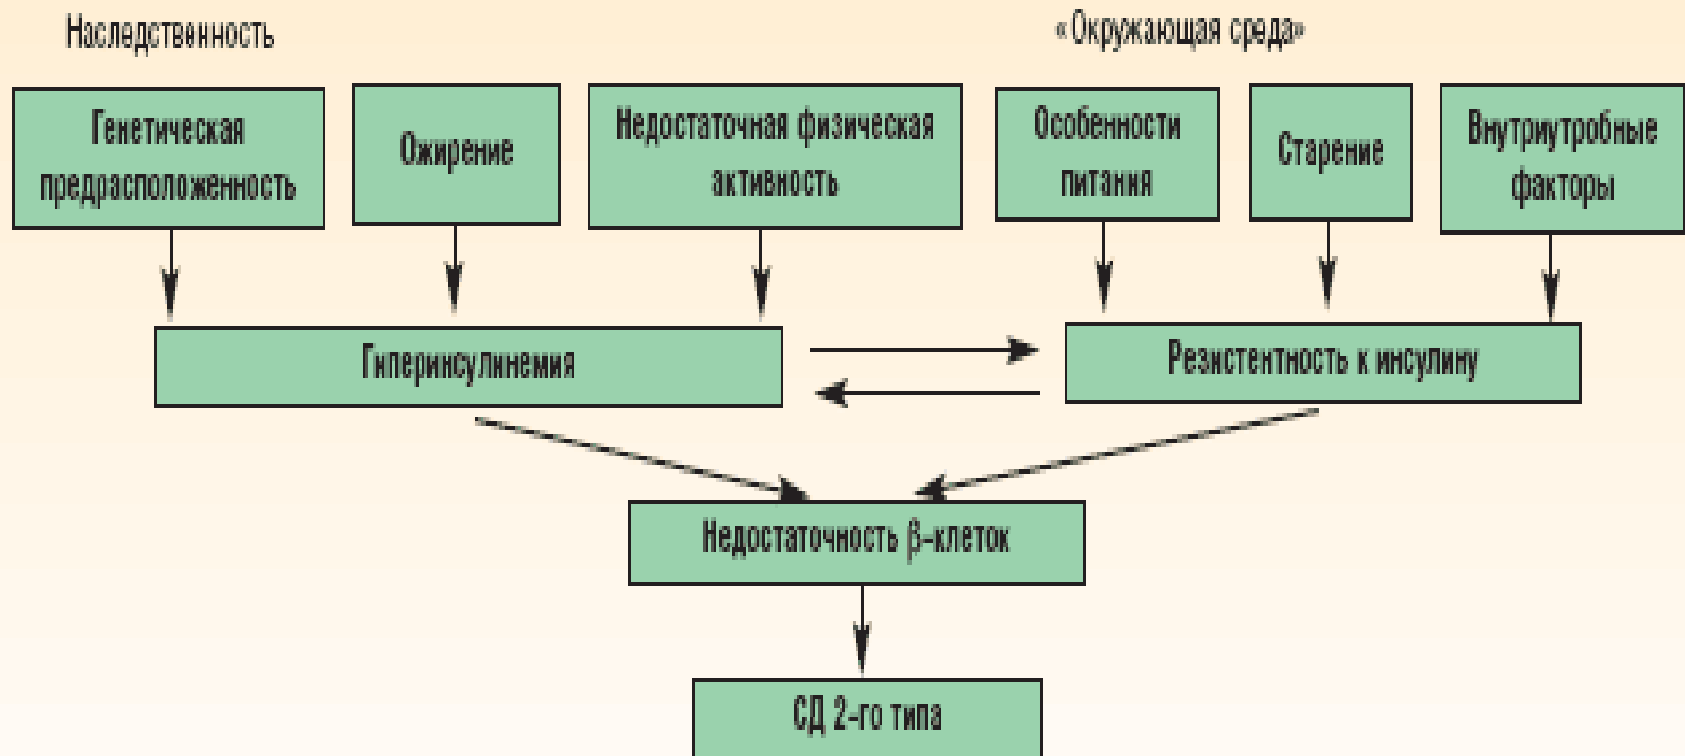 Наследственность
«Окружающая среда»
Генетическая
предрасположенность
Ожирение
Недостаточная физическая
активность
Особенности
питания
Старение
Внутриутробные
факторы
Гиперинсулинемия
Резистентность к инсулину
Недостаточность β-клеток
СД 2-го типа